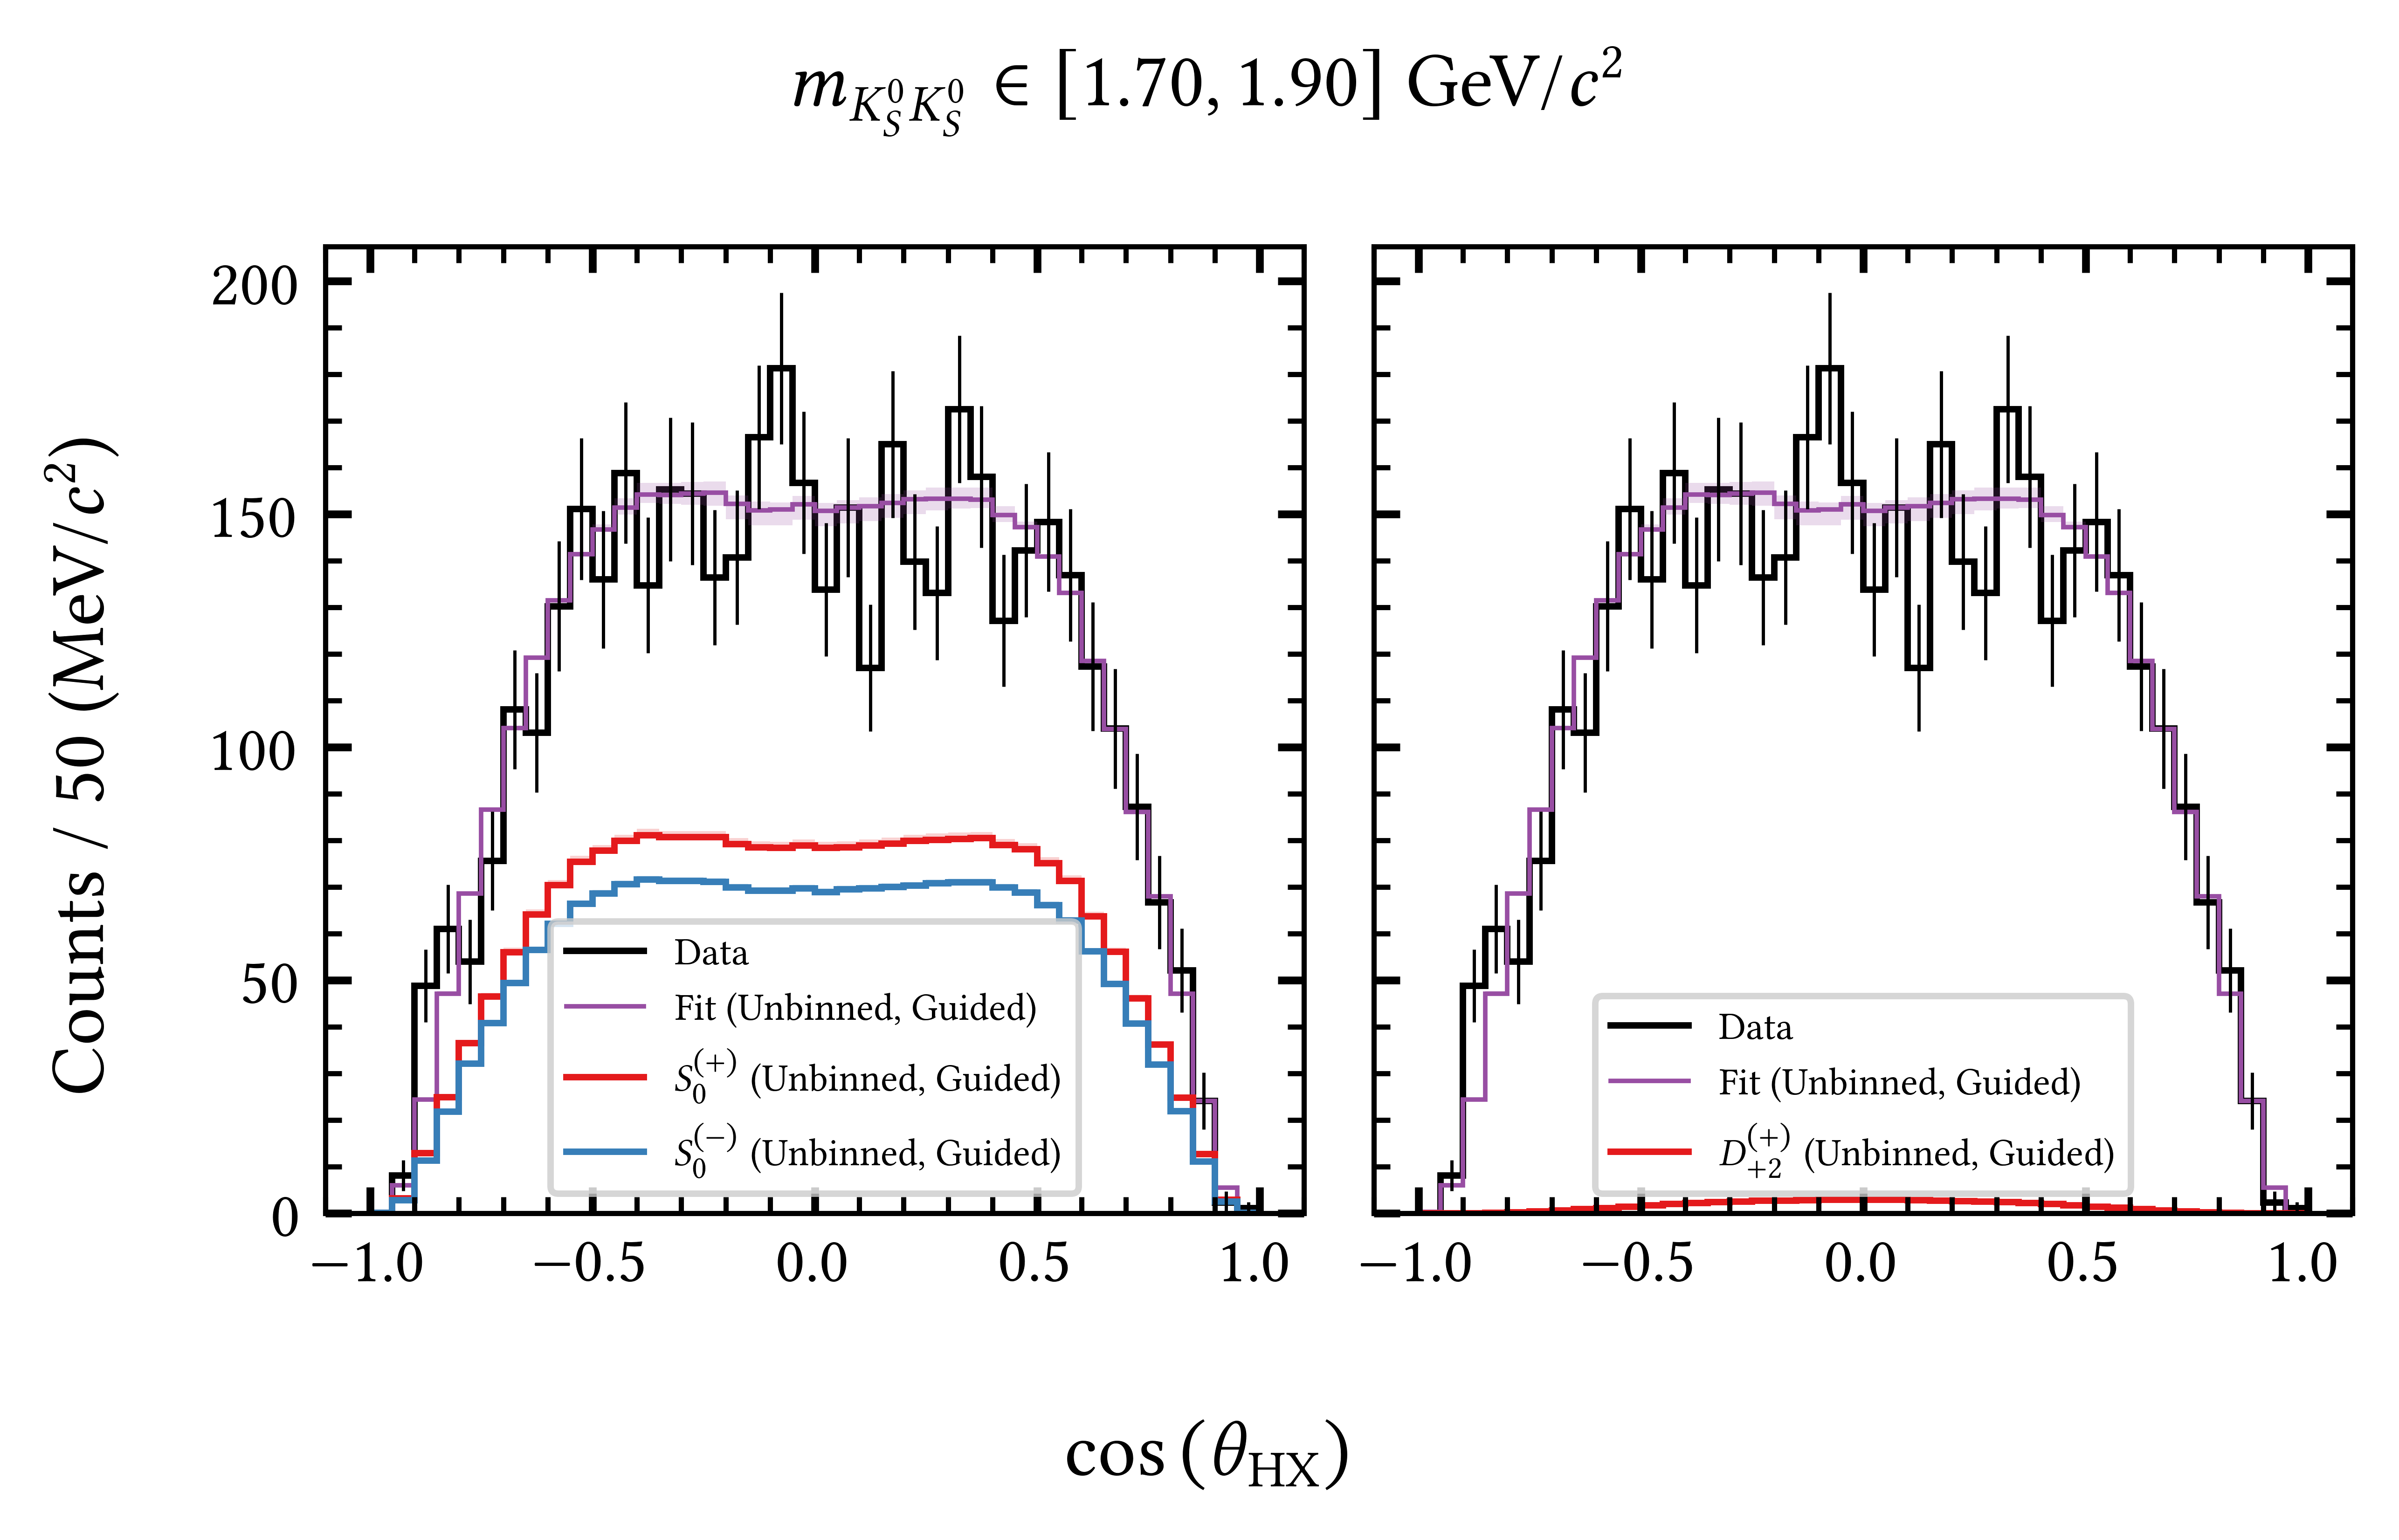 m_{K_S^0 K_S^0} ∈ [1.70, 1.90] GeV/c²
Counts / 50 (MeV/c²)
200
150
100
50
0
Data
Fit (Unbinned, Guided)
S_0^{(+)} (Unbinned, Guided)
S_0^{(−)} (Unbinned, Guided)
Data
Fit (Unbinned, Guided)
D_{+2}^{(+)} (Unbinned, Guided)
−1.0 −0.5 0.0 0.5 1.0
−1.0 −0.5 0.0 0.5 1.0
cos (θ_{HX})